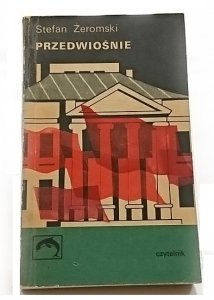 Stefan Żeromski
PRZEDWIOŚNIE
czytelnik